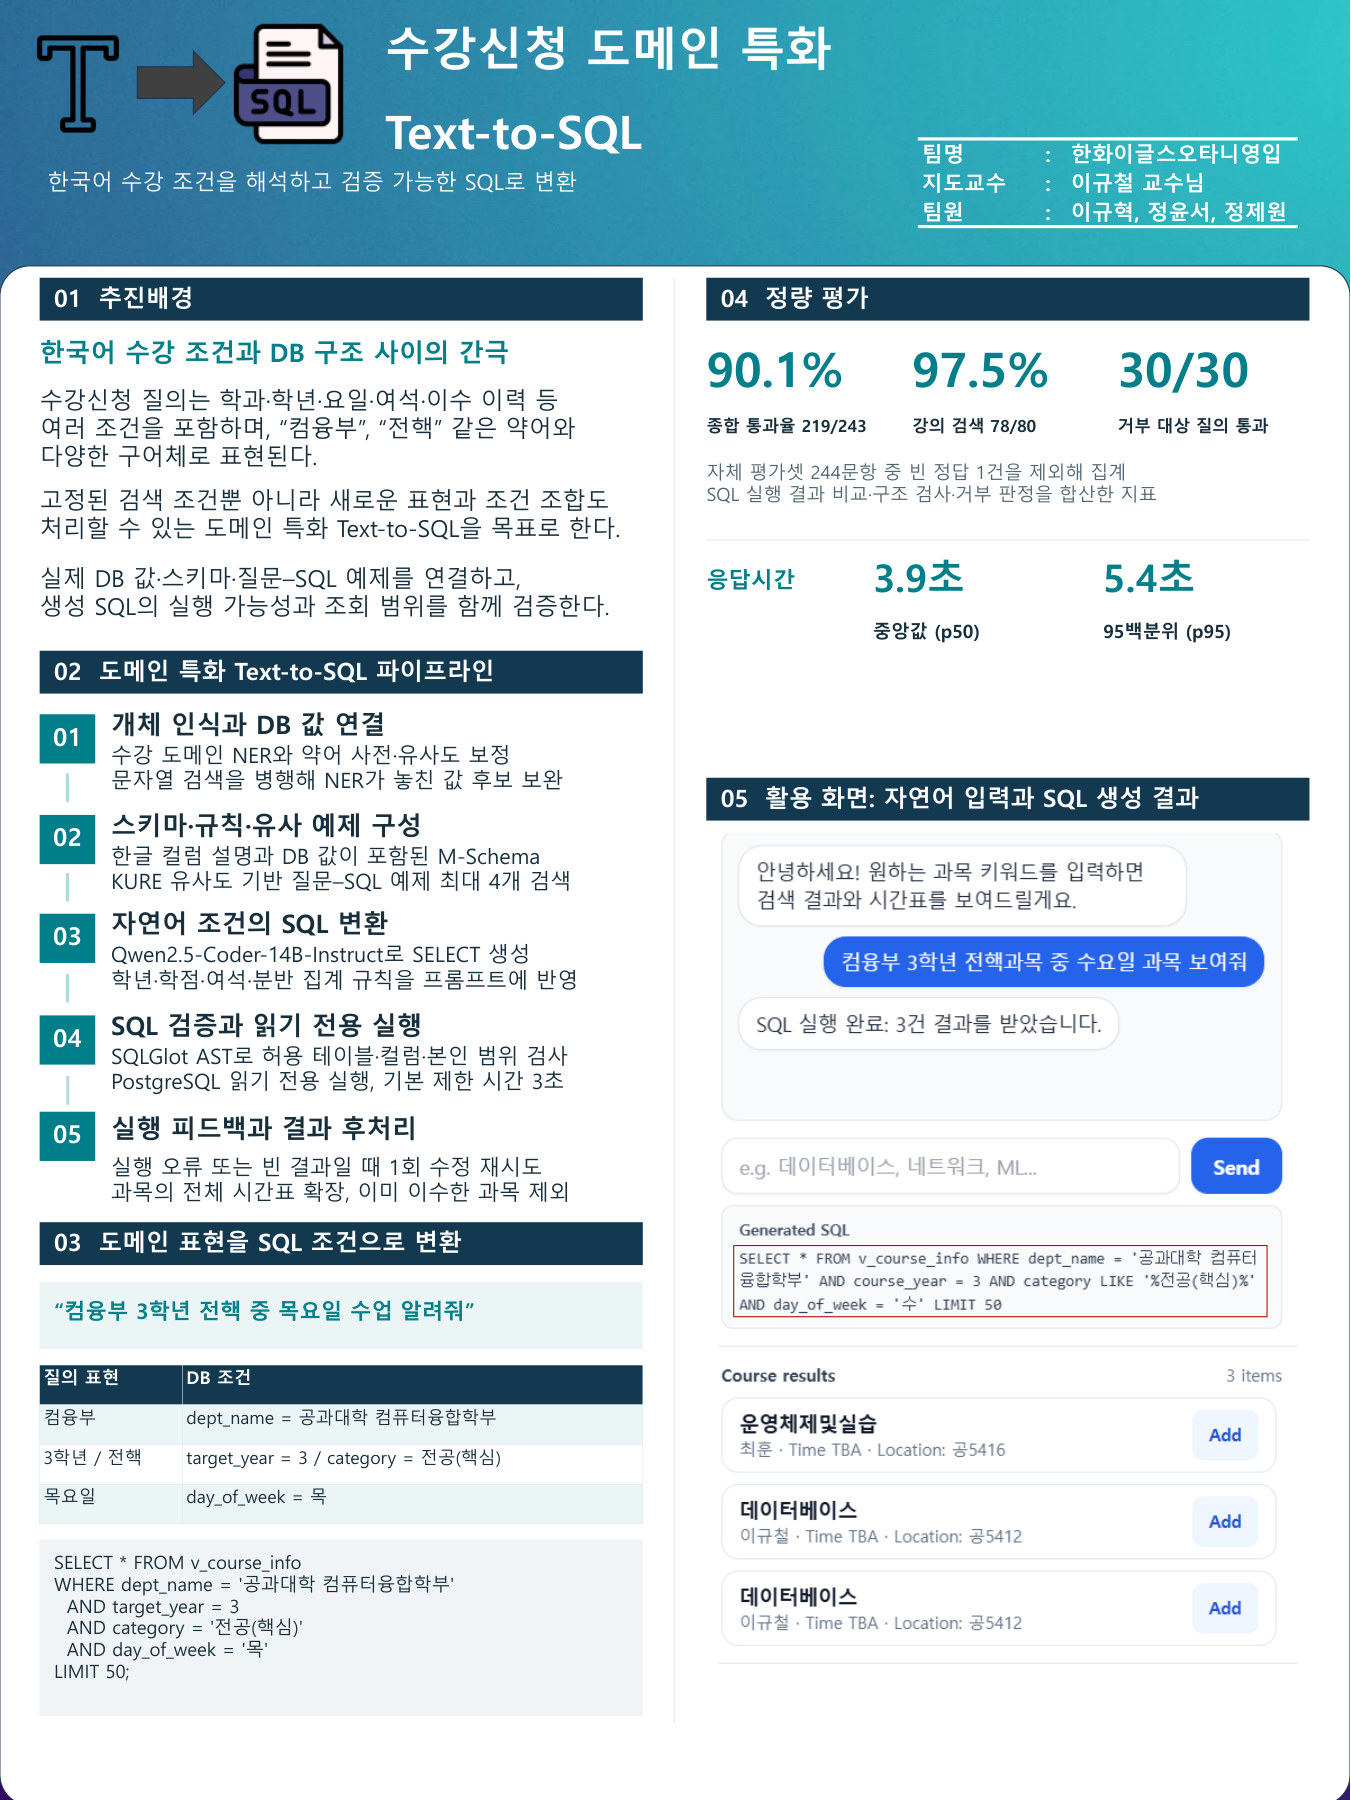 T
SQL
수강신청 도메인 특화
Text-to-SQL
한국어 수강 조건을 해석하고 검증 가능한 SQL로 변환
팀명 : 한화이글스오타니영입
지도교수 : 이규철 교수님
팀원 : 이규혁, 정윤서, 정제원
01 추진배경
한국어 수강 조건과 DB 구조 사이의 간극
수강신청 질의는 학과·학년·요일·여석·이수 이력 등
여러 조건을 포함하며, “컴융부”, “전핵” 같은 약어와
다양한 구어체로 표현된다.
고정된 검색 조건뿐 아니라 새로운 표현과 조건 조합도
처리할 수 있는 도메인 특화 Text-to-SQL을 목표로 한다.
실제 DB 값·스키마·질문–SQL 예제를 연결하고,
생성 SQL의 실행 가능성과 조회 범위를 함께 검증한다.
02 도메인 특화 Text-to-SQL 파이프라인
01 개체 인식과 DB 값 연결
수강 도메인 NER와 약어 사전·유사도 보정
문자열 검색을 병행해 NER가 놓친 값 후보 보완
02 스키마·규칙·유사 예제 구성
한글 컬럼 설명과 DB 값이 포함된 M-Schema
KURE 유사도 기반 질문–SQL 예제 최대 4개 검색
03 자연어 조건의 SQL 변환
Qwen2.5-Coder-14B-Instruct로 SELECT 생성
학년·학점·여석·분반 집계 규칙을 프롬프트에 반영
04 SQL 검증과 읽기 전용 실행
SQLGlot AST로 허용 테이블·컬럼·본인 범위 검사
PostgreSQL 읽기 전용 실행, 기본 제한 시간 3초
05 실행 피드백과 결과 후처리
실행 오류 또는 빈 결과일 때 1회 수정 재시도
과목의 전체 시간표 확장, 이미 이수한 과목 제외
03 도메인 표현을 SQL 조건으로 변환
“컴융부 3학년 전핵 중 목요일 수업 알려줘”
질의 표현 DB 조건
컴융부 dept_name = 공과대학 컴퓨터융합학부
3학년 / 전핵 target_year = 3 / category = 전공(핵심)
목요일 day_of_week = 목
SELECT * FROM v_course_info
WHERE dept_name = '공과대학 컴퓨터융합학부'
AND target_year = 3
AND category = '전공(핵심)'
AND day_of_week = '목'
LIMIT 50;
04 정량 평가
90.1% 97.5% 30/30
종합 통과율 219/243 강의 검색 78/80 거부 대상 질의 통과
자체 평가셋 244문항 중 빈 정답 1건을 제외해 집계
SQL 실행 결과 비교·구조 검사·거부 판정을 합산한 지표
응답시간 3.9초 5.4초
중앙값 (p50) 95백분위 (p95)
05 활용 화면: 자연어 입력과 SQL 생성 결과
안녕하세요! 원하는 과목 키워드를 입력하면
검색 결과와 시간표를 보여드릴게요.
컴융부 3학년 전핵과목 중 수요일 과목 보여줘
SQL 실행 완료: 3건 결과를 받았습니다.
e.g. 데이터베이스, 네트워크, ML... Send
Generated SQL
SELECT * FROM v_course_info WHERE dept_name = '공과대학 컴퓨터
융합학부' AND course_year = 3 AND category LIKE '%전공(핵심)%'
AND day_of_week = '수' LIMIT 50
Course results 3 items
운영체제및실습
최훈 · Time TBA · Location: 공5416
Add
데이터베이스
이규철 · Time TBA · Location: 공5412
Add
데이터베이스
이규철 · Time TBA · Location: 공5412
Add